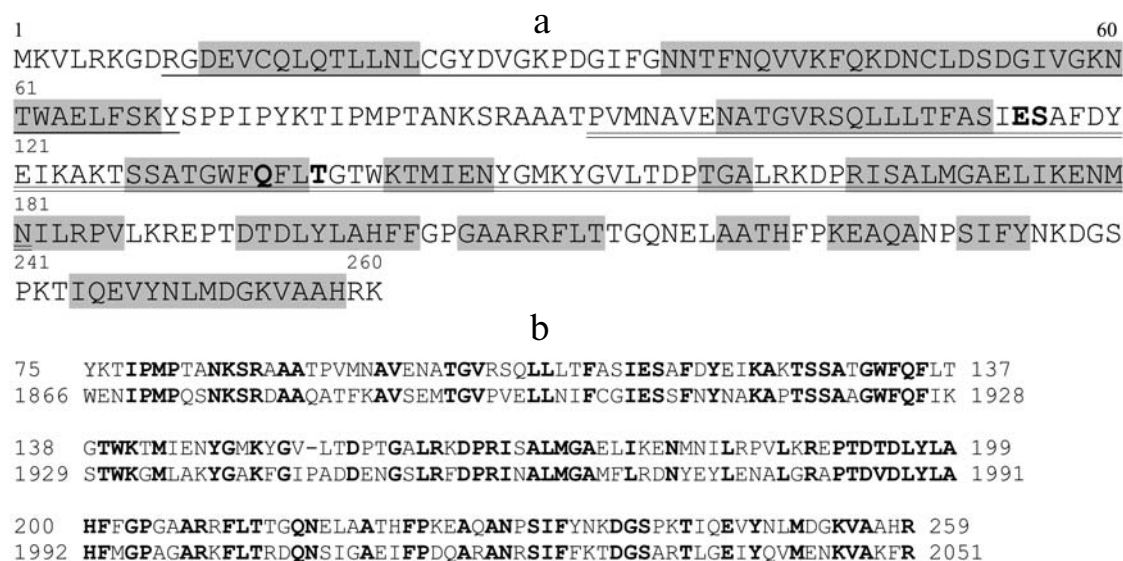 a
1 60
MKVLRKGDRGDEVCQLQTLLNLCGYDVGKPDGIFGNNTFNQVVKFQKDNCLDSDGIVGKN
61
TWAELFSKYSPPIPYKTIPMPTANKSRAAATPVMNAVENATGVRSQLLLTFASIESAFDY
121
EIKAKTSSATGWFQFLTGTWKTMIENYGMKYGVLTDPTGALRKDPRISALMGAELIKENM
181
NILRPVLKREPTDTDLYLAHFFGPGAARRFLTTGQNELAATHFPKEAQANPSIFYNKDGS
241 260
PKTIQEVYNLMDGKVAAHRK
b
75 YKTIPMPTANKSRAAATPVMNAVENATGVRSQLLLTFASIESAFDYEIKAKTSSATGWFQFLT 137
1866 WENIPMPQSNKSRDAAQATFKAVSEMTGVPVELLNIFCGIESSFNYNAKAPTSSAAGWFQFIK 1928
138 GTWKTMIENYGMKYGV-LTDPTGALRKDPRISALMGAELIKENMNILRPVLKREPTDTDLYLA 199
1929 STWKGMLAKYGAKFGIPADDENGSLRFDPRINALMGAMFLRDNYEYLENALGRAPTDVDLYLA 1991
200 HFFGPGAARRFLTTGQNELAATHFPKEAQANPSIFYNKDGSPKTIQEVYNLMDGKVAAHR 259
1992 HFMGPAGARKFLTRDQNSIGAEIFPDQARANRSIFFKTDGSARTLGEIYQVMENKVAKFR 2051